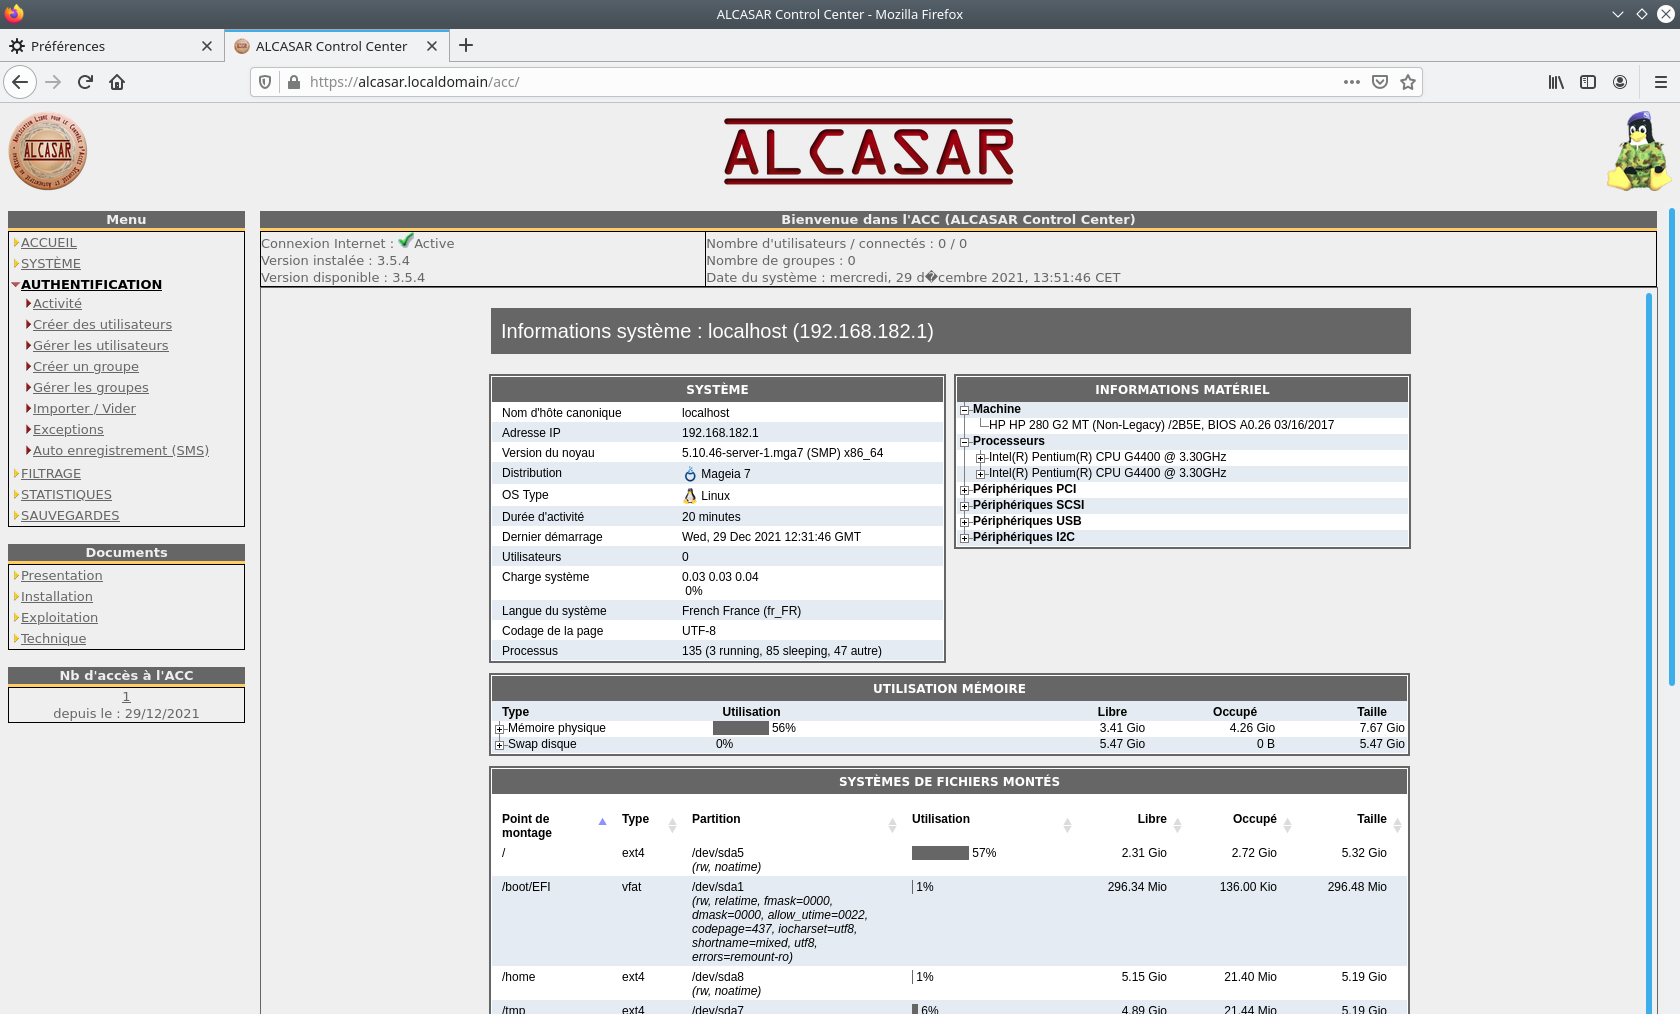 ALCASAR Control Center - Mozilla Firefox
Préférences
ALCASAR Control Center
https://alcasar.localdomain/acc/
ALCASAR
ALCASAR
Menu
ACCUEIL
SYSTÈME
AUTHENTIFICATION
Activité
Créer des utilisateurs
Gérer les utilisateurs
Créer un groupe
Gérer les groupes
Importer / Vider
Exceptions
Auto enregistrement (SMS)
FILTRAGE
STATISTIQUES
SAUVEGARDES
Documents
Presentation
Installation
Exploitation
Technique
Nb d'accès à l'ACC
1
depuis le : 29/12/2021
Bienvenue dans l'ACC (ALCASAR Control Center)
Connexion Internet : Active
Version instalée : 3.5.4
Version disponible : 3.5.4
Nombre d'utilisateurs / connectés : 0 / 0
Nombre de groupes : 0
Date du système : mercredi, 29 d�cembre 2021, 13:51:46 CET
Informations système : localhost (192.168.182.1)
SYSTÈME
Nom d'hôte canonique localhost
Adresse IP 192.168.182.1
Version du noyau 5.10.46-server-1.mga7 (SMP) x86_64
Distribution Mageia 7
OS Type Linux
Durée d'activité 20 minutes
Dernier démarrage Wed, 29 Dec 2021 12:31:46 GMT
Utilisateurs 0
Charge système 0.03 0.03 0.04
0%
Langue du système French France (fr_FR)
Codage de la page UTF-8
Processus 135 (3 running, 85 sleeping, 47 autre)
INFORMATIONS MATÉRIEL
Machine
HP HP 280 G2 MT (Non-Legacy) /2B5E, BIOS A0.26 03/16/2017
Processeurs
Intel(R) Pentium(R) CPU G4400 @ 3.30GHz
Intel(R) Pentium(R) CPU G4400 @ 3.30GHz
Périphériques PCI
Périphériques SCSI
Périphériques USB
Périphériques I2C
UTILISATION MÉMOIRE
Type Utilisation Libre Occupé Taille
Mémoire physique 56% 3.41 Gio 4.26 Gio 7.67 Gio
Swap disque 0% 5.47 Gio 0 B 5.47 Gio
SYSTÈMES DE FICHIERS MONTÉS
Point de montage Type Partition Utilisation Libre Occupé Taille
/ ext4 /dev/sda5 57% 2.31 Gio 2.72 Gio 5.32 Gio
(rw, noatime)
/boot/EFI vfat /dev/sda1 1% 296.34 Mio 136.00 Kio 296.48 Mio
(rw, relatime, fmask=0000,
dmask=0000, allow_utime=0022,
codepage=437, iocharset=utf8,
shortname=mixed, utf8,
errors=remount-ro)
/home ext4 /dev/sda8 1% 5.15 Gio 21.40 Mio 5.19 Gio
(rw, noatime)
/tmp ext4 /dev/sda7 6% 4.89 Gio 21.44 Mio 5.19 Gio